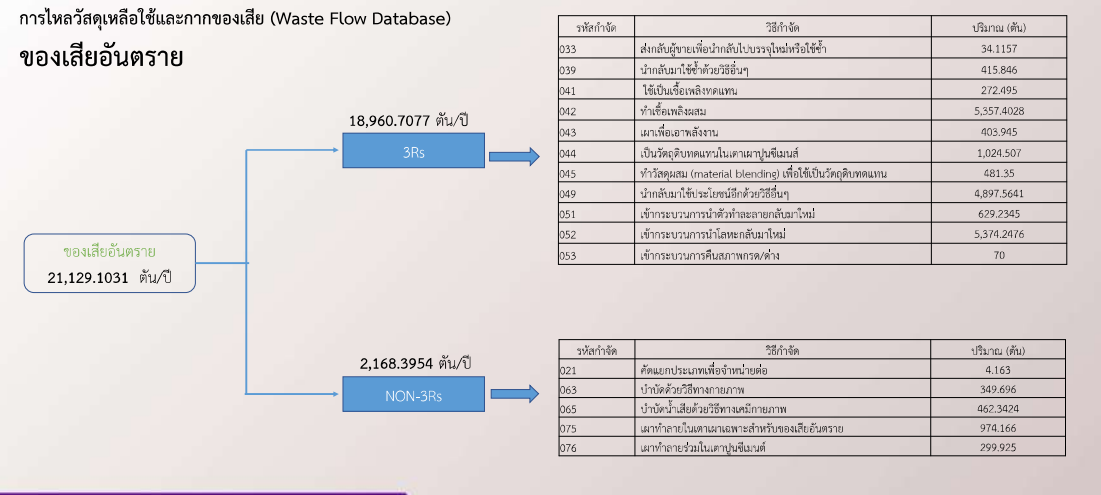 การไหลวัสดุเหลือใช้และกากของเสีย (Waste Flow Database)
ของเสียอันตราย
ของเสียอันตราย
21,129.1031 ตัน/ปี
18,960.7077 ตัน/ปี
3Rs
รหัสกำจัด วิธีกำจัด ปริมาณ (ตัน)
033 ส่งกลับผู้ขายเพื่อนำกลับไปบรรจุใหม่หรือใช้ซ้ำ 34.1157
039 นำกลับมาใช้ซ้ำด้วยวิธีอื่นๆ 415.846
041 ใช้เป็นเชื้อเพลิงทดแทน 272.495
042 ทำเชื้อเพลิงผสม 5,357.4028
043 เผาเพื่อเอาพลังงาน 403.945
044 เป็นวัตถุดิบทดแทนในเตาเผาปูนซีเมนส์ 1,024.507
045 ทำวัสดุผสม (material blending) เพื่อใช้เป็นวัตถุดิบทดแทน 481.35
049 นำกลับมาใช้ประโยชน์อีกด้วยวิธีอื่นๆ 4,897.5641
051 เข้ากระบวนการนำตัวทำละลายกลับมาใหม่ 629.2345
052 เข้ากระบวนการนำโลหะกลับมาใหม่ 5,374.2476
053 เข้ากระบวนการคืนสภาพกรด/ด่าง 70
2,168.3954 ตัน/ปี
NON-3Rs
รหัสกำจัด วิธีกำจัด ปริมาณ (ตัน)
021 คัดแยกประเภทเพื่อจำหน่ายต่อ 4.163
063 บำบัดด้วยวิธีทางกายภาพ 349.696
065 บำบัดน้ำเสียด้วยวิธีทางเคมีกายภาพ 462.3424
075 เผาทำลายในเตาเผาเฉพาะสำหรับของเสียอันตราย 974.166
076 เผาทำลายร่วมในเตาปูนซีเมนต์ 299.925